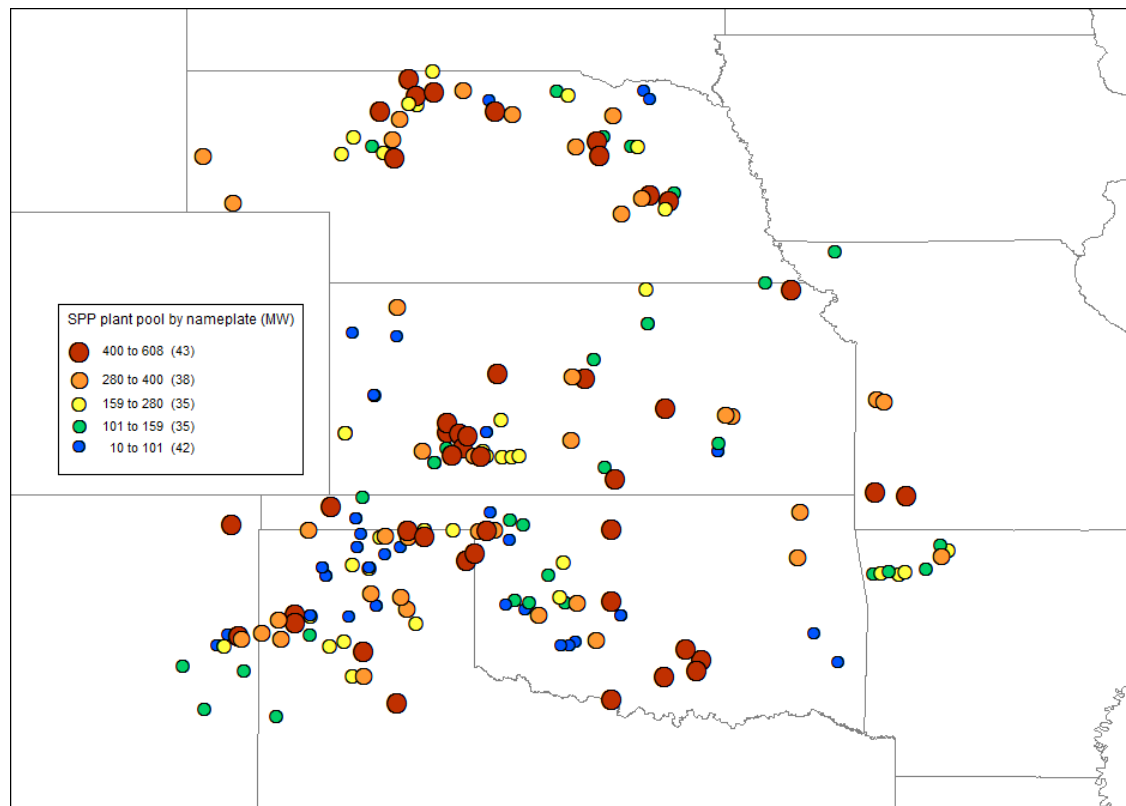 SPP plant pool by nameplate (MW)
400 to 608 (43)
280 to 400 (38)
159 to 280 (35)
101 to 159 (35)
10 to 101 (42)